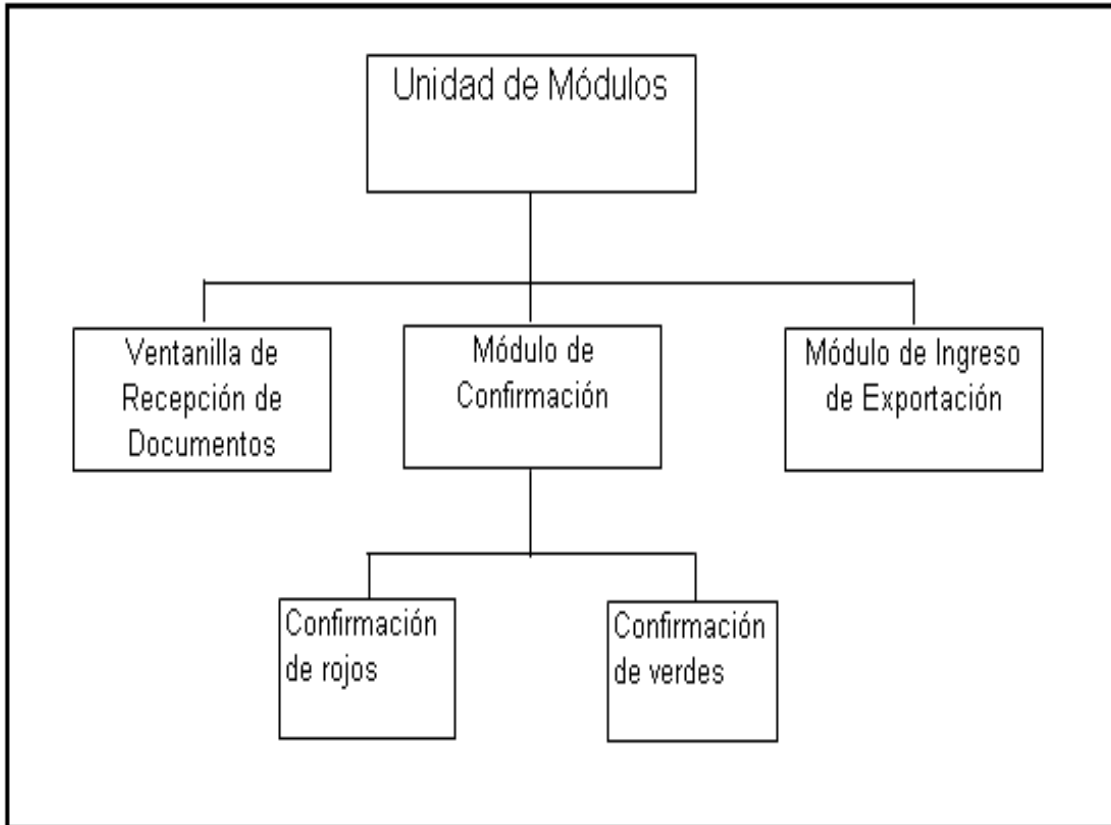 Unidad de Módulos
Ventanilla de
Recepción de
Documentos
Módulo de
Confirmación
Módulo de Ingreso
de Exportación
Confirmación
de rojos
Confirmación
de verdes